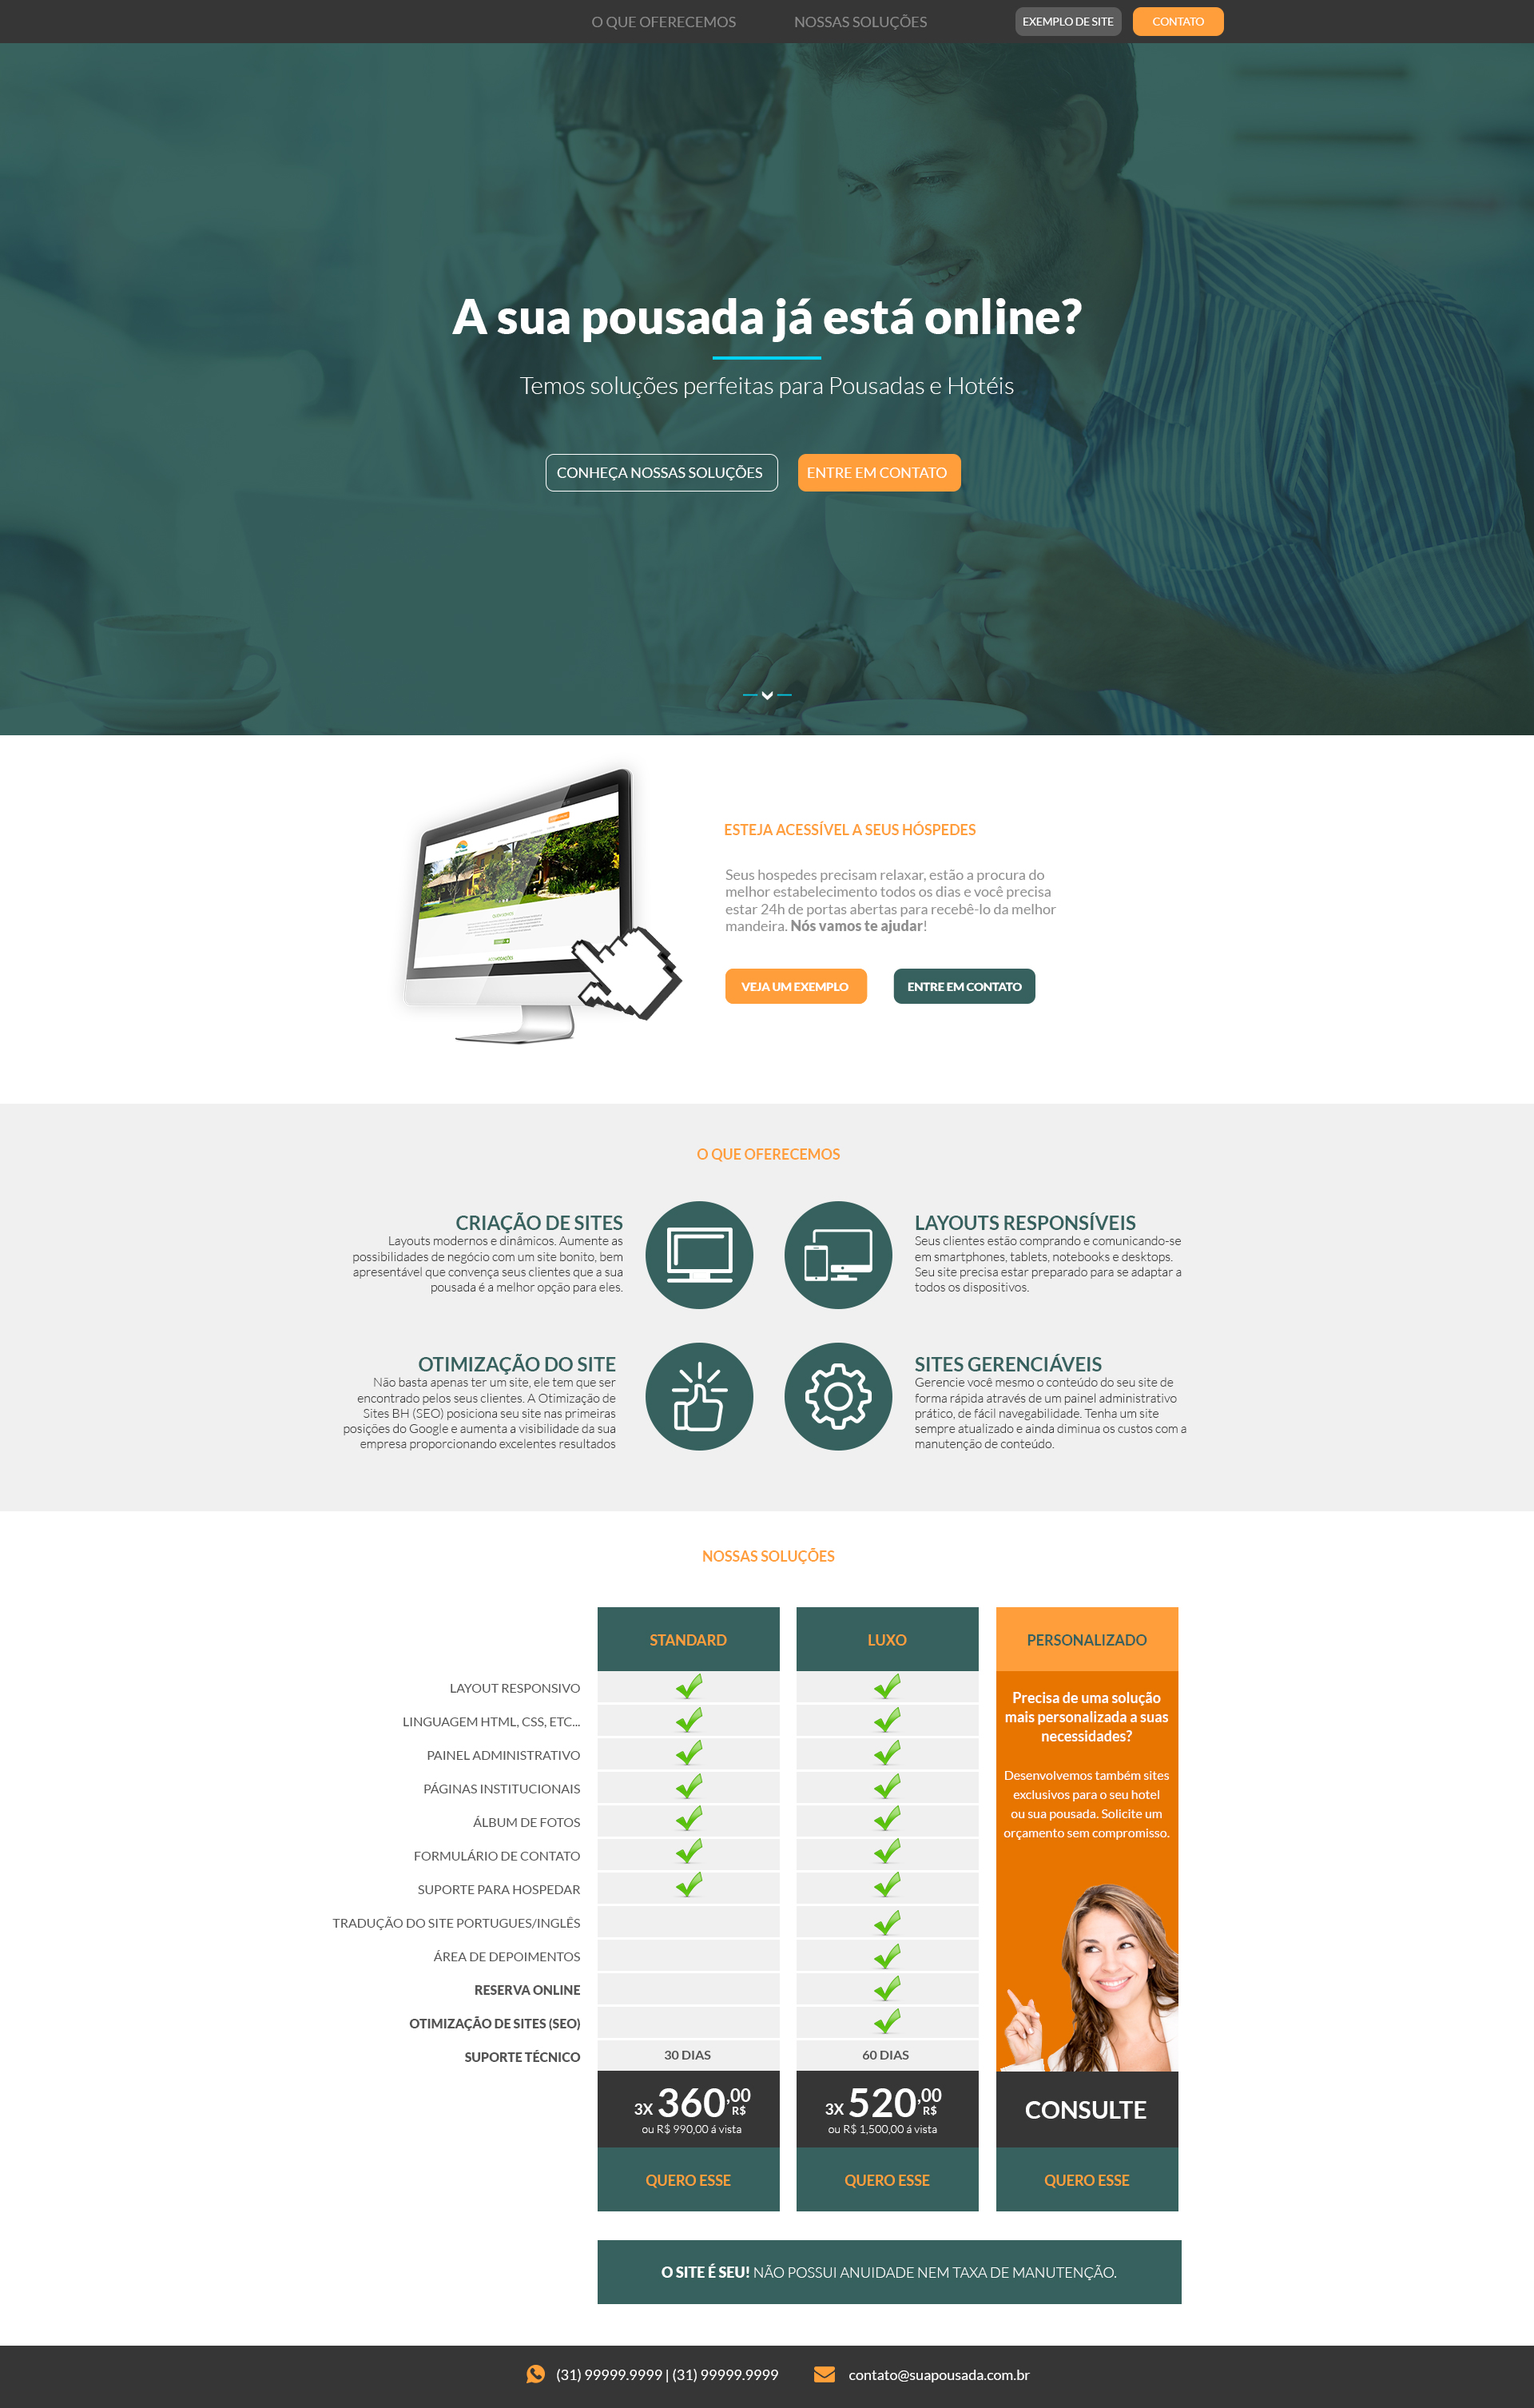 O QUE OFERECEMOS NOSSAS SOLUÇÕES EXEMPLO DE SITE CONTATO
A sua pousada já está online?
Temos soluções perfeitas para Pousadas e Hotéis
CONHEÇA NOSSAS SOLUÇÕES ENTRE EM CONTATO
ESTEJA ACESSÍVEL A SEUS HÓSPEDES
Seus hospedes precisam relaxar, estão a procura do
melhor estabelecimento todos os dias e você precisa
estar 24h de portas abertas para recebê-lo da melhor
mandeira. Nós vamos te ajudar!
VEJA UM EXEMPLO ENTRE EM CONTATO
O QUE OFERECEMOS
CRIAÇÃO DE SITES
Layouts modernos e dinâmicos. Aumente as
possibilidades de negócio com um site bonito, bem
apresentável que convença seus clientes que a sua
pousada é a melhor opção para eles.
LAYOUTS RESPONSÍVEIS
Seus clientes estão comprando e comunicando-se
em smartphones, tablets, notebooks e desktops.
Seu site precisa estar preparado para se adaptar a
todos os dispositivos.
OTIMIZAÇÃO DO SITE
Não basta apenas ter um site, ele tem que ser
encontrado pelos seus clientes. A Otimização de
Sites BH (SEO) posiciona seu site nas primeiras
posições do Google e aumenta a visibilidade da sua
empresa proporcionando excelentes resultados
SITES GERENCIÁVEIS
Gerencie você mesmo o conteúdo do seu site de
forma rápida através de um painel administrativo
prático, de fácil navegabilidade. Tenha um site
sempre atualizado e ainda diminua os custos com a
manutenção de conteúdo.
NOSSAS SOLUÇÕES
STANDARD LUXO PERSONALIZADO
LAYOUT RESPONSIVO
LINGUAGEM HTML, CSS, ETC...
PAINEL ADMINISTRATIVO
PÁGINAS INSTITUCIONAIS
ÁLBUM DE FOTOS
FORMULÁRIO DE CONTATO
SUPORTE PARA HOSPEDAR
TRADUÇÃO DO SITE PORTUGUES/INGLÊS
ÁREA DE DEPOIMENTOS
RESERVA ONLINE
OTIMIZAÇÃO DE SITES (SEO)
SUPORTE TÉCNICO 30 DIAS 60 DIAS
Precisa de uma solução
mais personalizada a suas
necessidades?
Desenvolvemos também sites
exclusivos para o seu hotel
ou sua pousada. Solicite um
orçamento sem compromisso.
3X 360,00 R$
ou R$ 990,00 á vista
3X 520,00 R$
ou R$ 1,500,00 á vista
CONSULTE
QUERO ESSE QUERO ESSE QUERO ESSE
O SITE É SEU! NÃO POSSUI ANUIDADE NEM TAXA DE MANUTENÇÃO.
(31) 99999.9999 | (31) 99999.9999 contato@suapousada.com.br